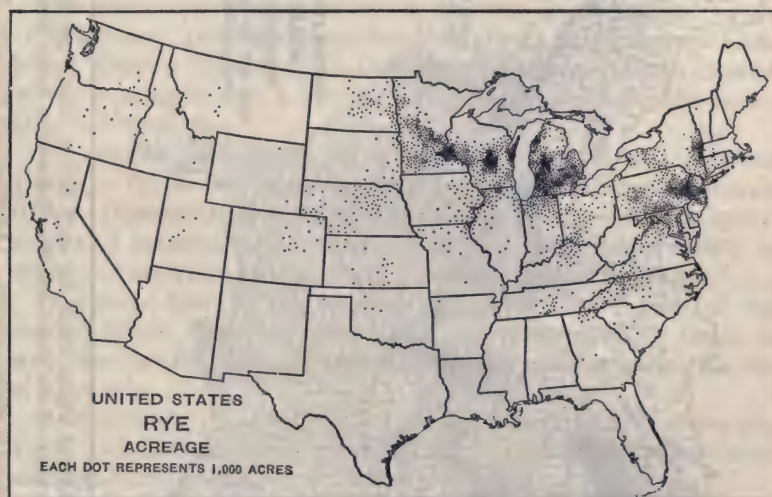 UNITED STATES
RYE
ACREAGE
EACH DOT REPRESENTS 1,000 ACRES